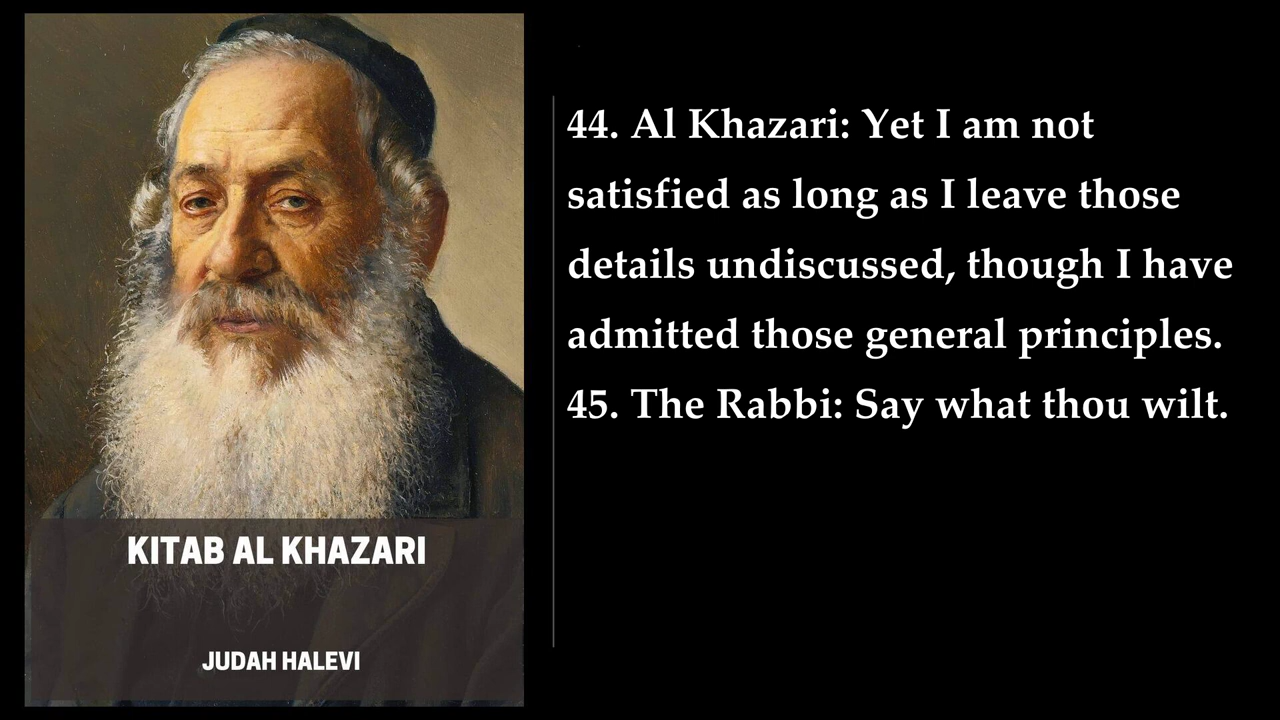 KITAB AL KHAZARI
JUDAH HALEVI
44. Al Khazari: Yet I am not
satisfied as long as I leave those
details undiscussed, though I have
admitted those general principles.
45. The Rabbi: Say what thou wilt.